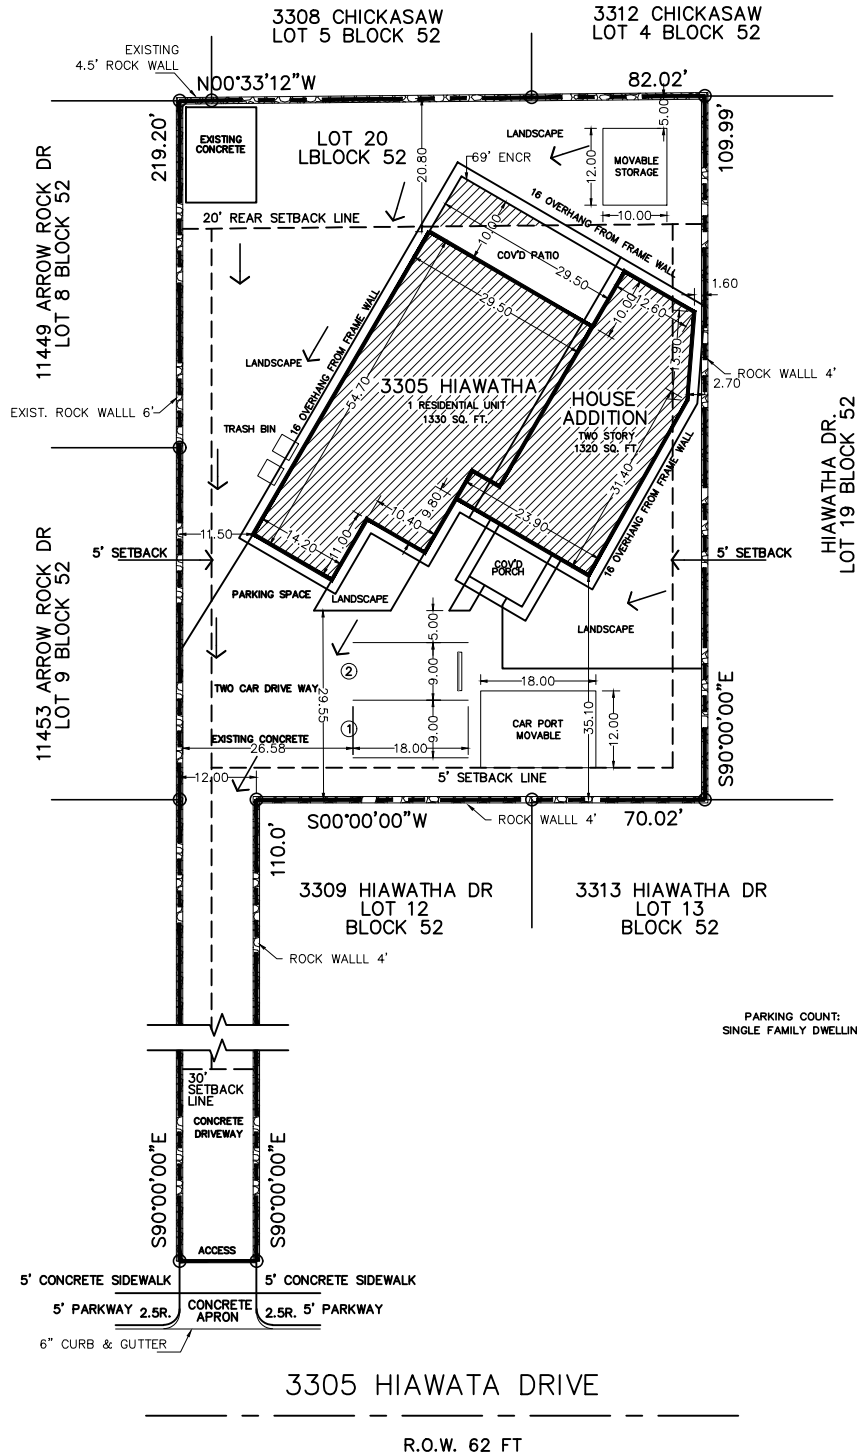 3308 CHICKASAW
LOT 5 BLOCK 52
3312 CHICKASAW
LOT 4 BLOCK 52
EXISTING
4.5' ROCK WALL
N00°33'12"W
82.02'
219.20'
109.99'
5.00
EXISTING
CONCRETE
LOT 20
LBLOCK 52
20.80
LANDSCAPE
69' ENCR
12.00
MOVABLE
STORAGE
10.00
11449 ARROW ROCK DR
LOT 8 BLOCK 52
20' REAR SETBACK LINE
16 OVERHANG FROM FRAME WALL
10.00
COV'D PATIO
29.50
29.50
10.00
12.60
1.60
13.90
2.70
ROCK WALLL 4'
16 OVERHANG FROM FRAME WALL
LANDSCAPE
54.70
3305 HIAWATHA
1 RESIDENTIAL UNIT
1330 SQ. FT.
HOUSE
ADDITION
TWO STORY
1320 SQ. FT.
EXIST. ROCK WALLL 6'
TRASH BIN
HIAWATHA DR.
LOT 19 BLOCK 52
31.40
16 OVERHANG FROM FRAME WALL
9.80
10.40
23.90
11.50
14.20
11.00
5' SETBACK
5' SETBACK
COV'D
PORCH
PARKING SPACE
LANDSCAPE
LANDSCAPE
11453 ARROW ROCK DR
LOT 9 BLOCK 52
5.00
2
9.00
18.00
TWO CAR DRIVE WAY
29.55
35.10
S90°00'00"E
1
9.00
CAR PORT
MOVABLE
12.00
EXISTING CONCRETE
26.58
18.00
12.00
5' SETBACK LINE
S00°00'00"W
ROCK WALLL 4'
70.02'
110.0'
3309 HIAWATHA DR
LOT 12
BLOCK 52
3313 HIAWATHA DR
LOT 13
BLOCK 52
ROCK WALLL 4'
PARKING COUNT:
SINGLE FAMILY DWELLIN
30'
SETBACK
LINE
CONCRETE
DRIVEWAY
S90°00'00"E
S90°00'00"E
ACCESS
5' CONCRETE SIDEWALK
5' CONCRETE SIDEWALK
5' PARKWAY
2.5R.
CONCRETE
APRON
2.5R.
5' PARKWAY
6" CURB & GUTTER
3305 HIAWATA DRIVE
R.O.W. 62 FT